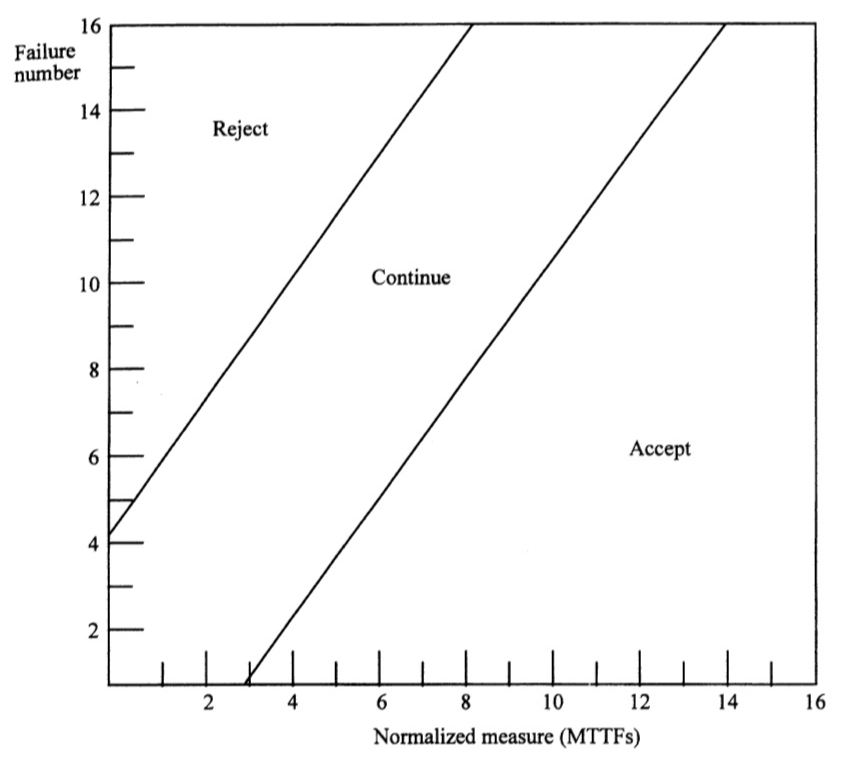 16
Failure
number
14
Reject
12
Continue
10
8
Accept
6
4
2
2 4 6 8 10 12 14 16
Normalized measure (MTTFs)